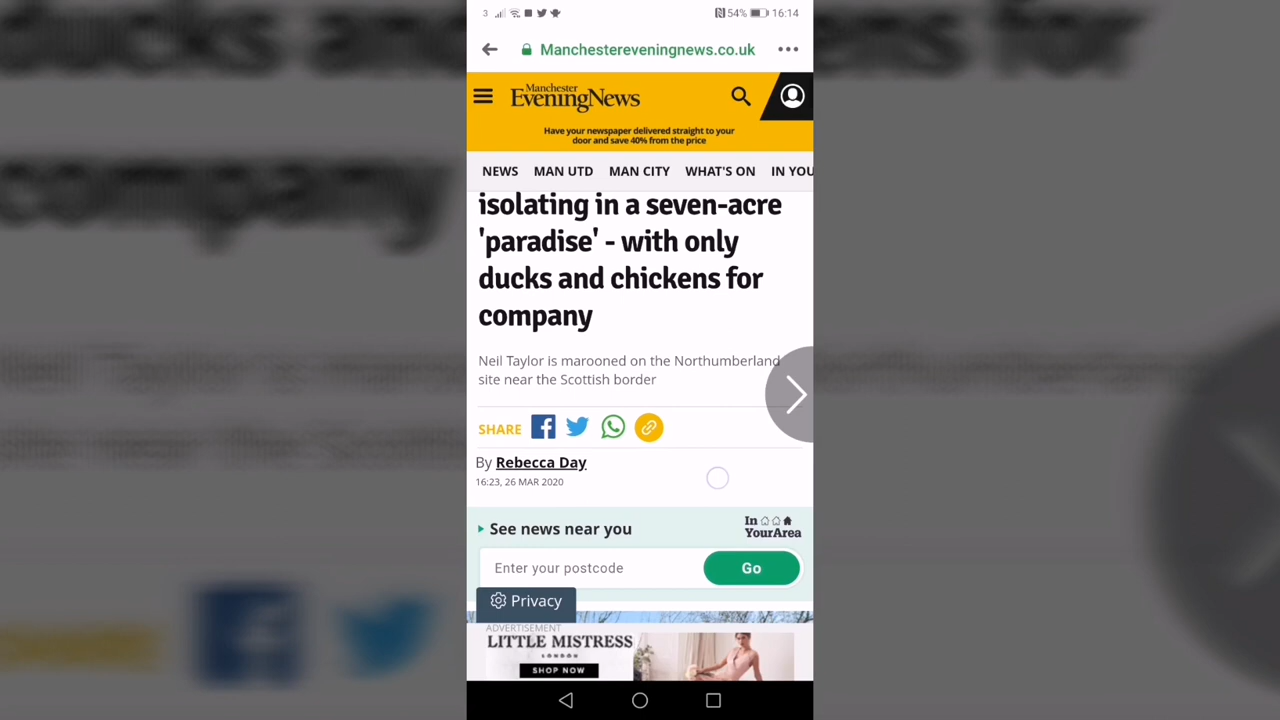 3 54% 16:14
Manchestereveningnews.co.uk
Manchester
EveningNews
Have your newspaper delivered straight to your
door and save 40% from the price
NEWS MAN UTD MAN CITY WHAT'S ON IN YOU
isolating in a seven-acre
'paradise' - with only
ducks and chickens for
company
Neil Taylor is marooned on the Northumberland
site near the Scottish border
SHARE
By Rebecca Day
16:23, 26 MAR 2020
See news near you
In
YourArea
Enter your postcode
Go
Privacy
ADVERTISEMENT
LITTLE MISTRESS
LONDON
SHOP NOW